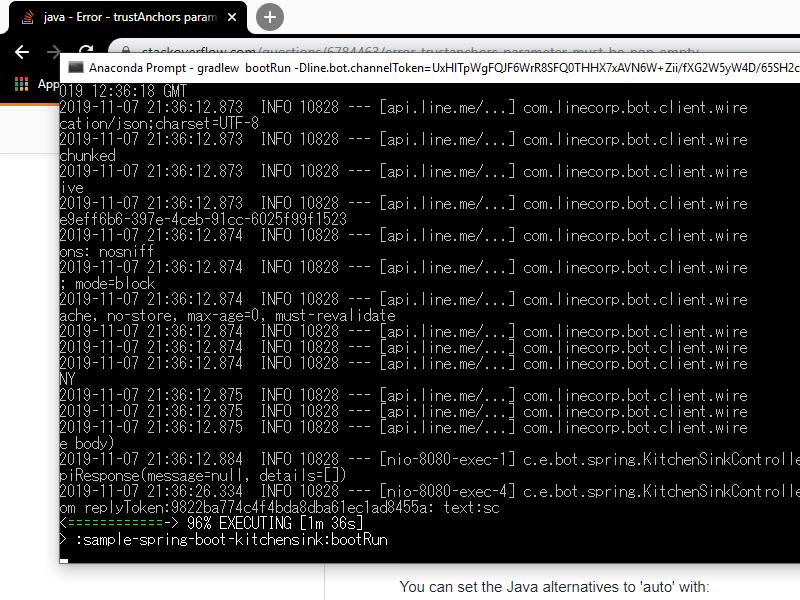 java - Error - trustAnchors param
stackoverflow.com/questions/6784463/error-trustanchors-parameter-must-be-non-empty
App
Anaconda Prompt - gradlew bootRun -Dline.bot.channelToken=UxHITpWgFQJF6WrR8SFQ0THHX7xAVN6W+Zii/fXG2W5yW4D/65SH2c
019 12:36:18 GMT
2019-11-07 21:36:12.873 INFO 10828 --- [api.line.me/...] com.linecorp.bot.client.wire
cation/json;charset=UTF-8
2019-11-07 21:36:12.873 INFO 10828 --- [api.line.me/...] com.linecorp.bot.client.wire
chunked
2019-11-07 21:36:12.873 INFO 10828 --- [api.line.me/...] com.linecorp.bot.client.wire
ive
2019-11-07 21:36:12.873 INFO 10828 --- [api.line.me/...] com.linecorp.bot.client.wire
e9eff6b6-397e-4ceb-91cc-6025f99f1523
2019-11-07 21:36:12.874 INFO 10828 --- [api.line.me/...] com.linecorp.bot.client.wire
ons: nosniff
2019-11-07 21:36:12.874 INFO 10828 --- [api.line.me/...] com.linecorp.bot.client.wire
; mode=block
2019-11-07 21:36:12.874 INFO 10828 --- [api.line.me/...] com.linecorp.bot.client.wire
ache, no-store, max-age=0, must-revalidate
2019-11-07 21:36:12.874 INFO 10828 --- [api.line.me/...] com.linecorp.bot.client.wire
2019-11-07 21:36:12.874 INFO 10828 --- [api.line.me/...] com.linecorp.bot.client.wire
2019-11-07 21:36:12.874 INFO 10828 --- [api.line.me/...] com.linecorp.bot.client.wire
NY
2019-11-07 21:36:12.875 INFO 10828 --- [api.line.me/...] com.linecorp.bot.client.wire
2019-11-07 21:36:12.875 INFO 10828 --- [api.line.me/...] com.linecorp.bot.client.wire
2019-11-07 21:36:12.875 INFO 10828 --- [api.line.me/...] com.linecorp.bot.client.wire
e body)
2019-11-07 21:36:12.884 INFO 10828 --- [nio-8080-exec-1] c.e.bot.spring.KitchenSinkControlle
piResponse(message=null, details=[])
2019-11-07 21:36:26.334 INFO 10828 --- [nio-8080-exec-4] c.e.bot.spring.KitchenSinkControlle
om replyToken:9822ba774c4f4bda8dba61ec1ad8455a: text:sc
<============-> 96% EXECUTING [1m 36s]
> :sample-spring-boot-kitchensink:bootRun
You can set the Java alternatives to 'auto' with: